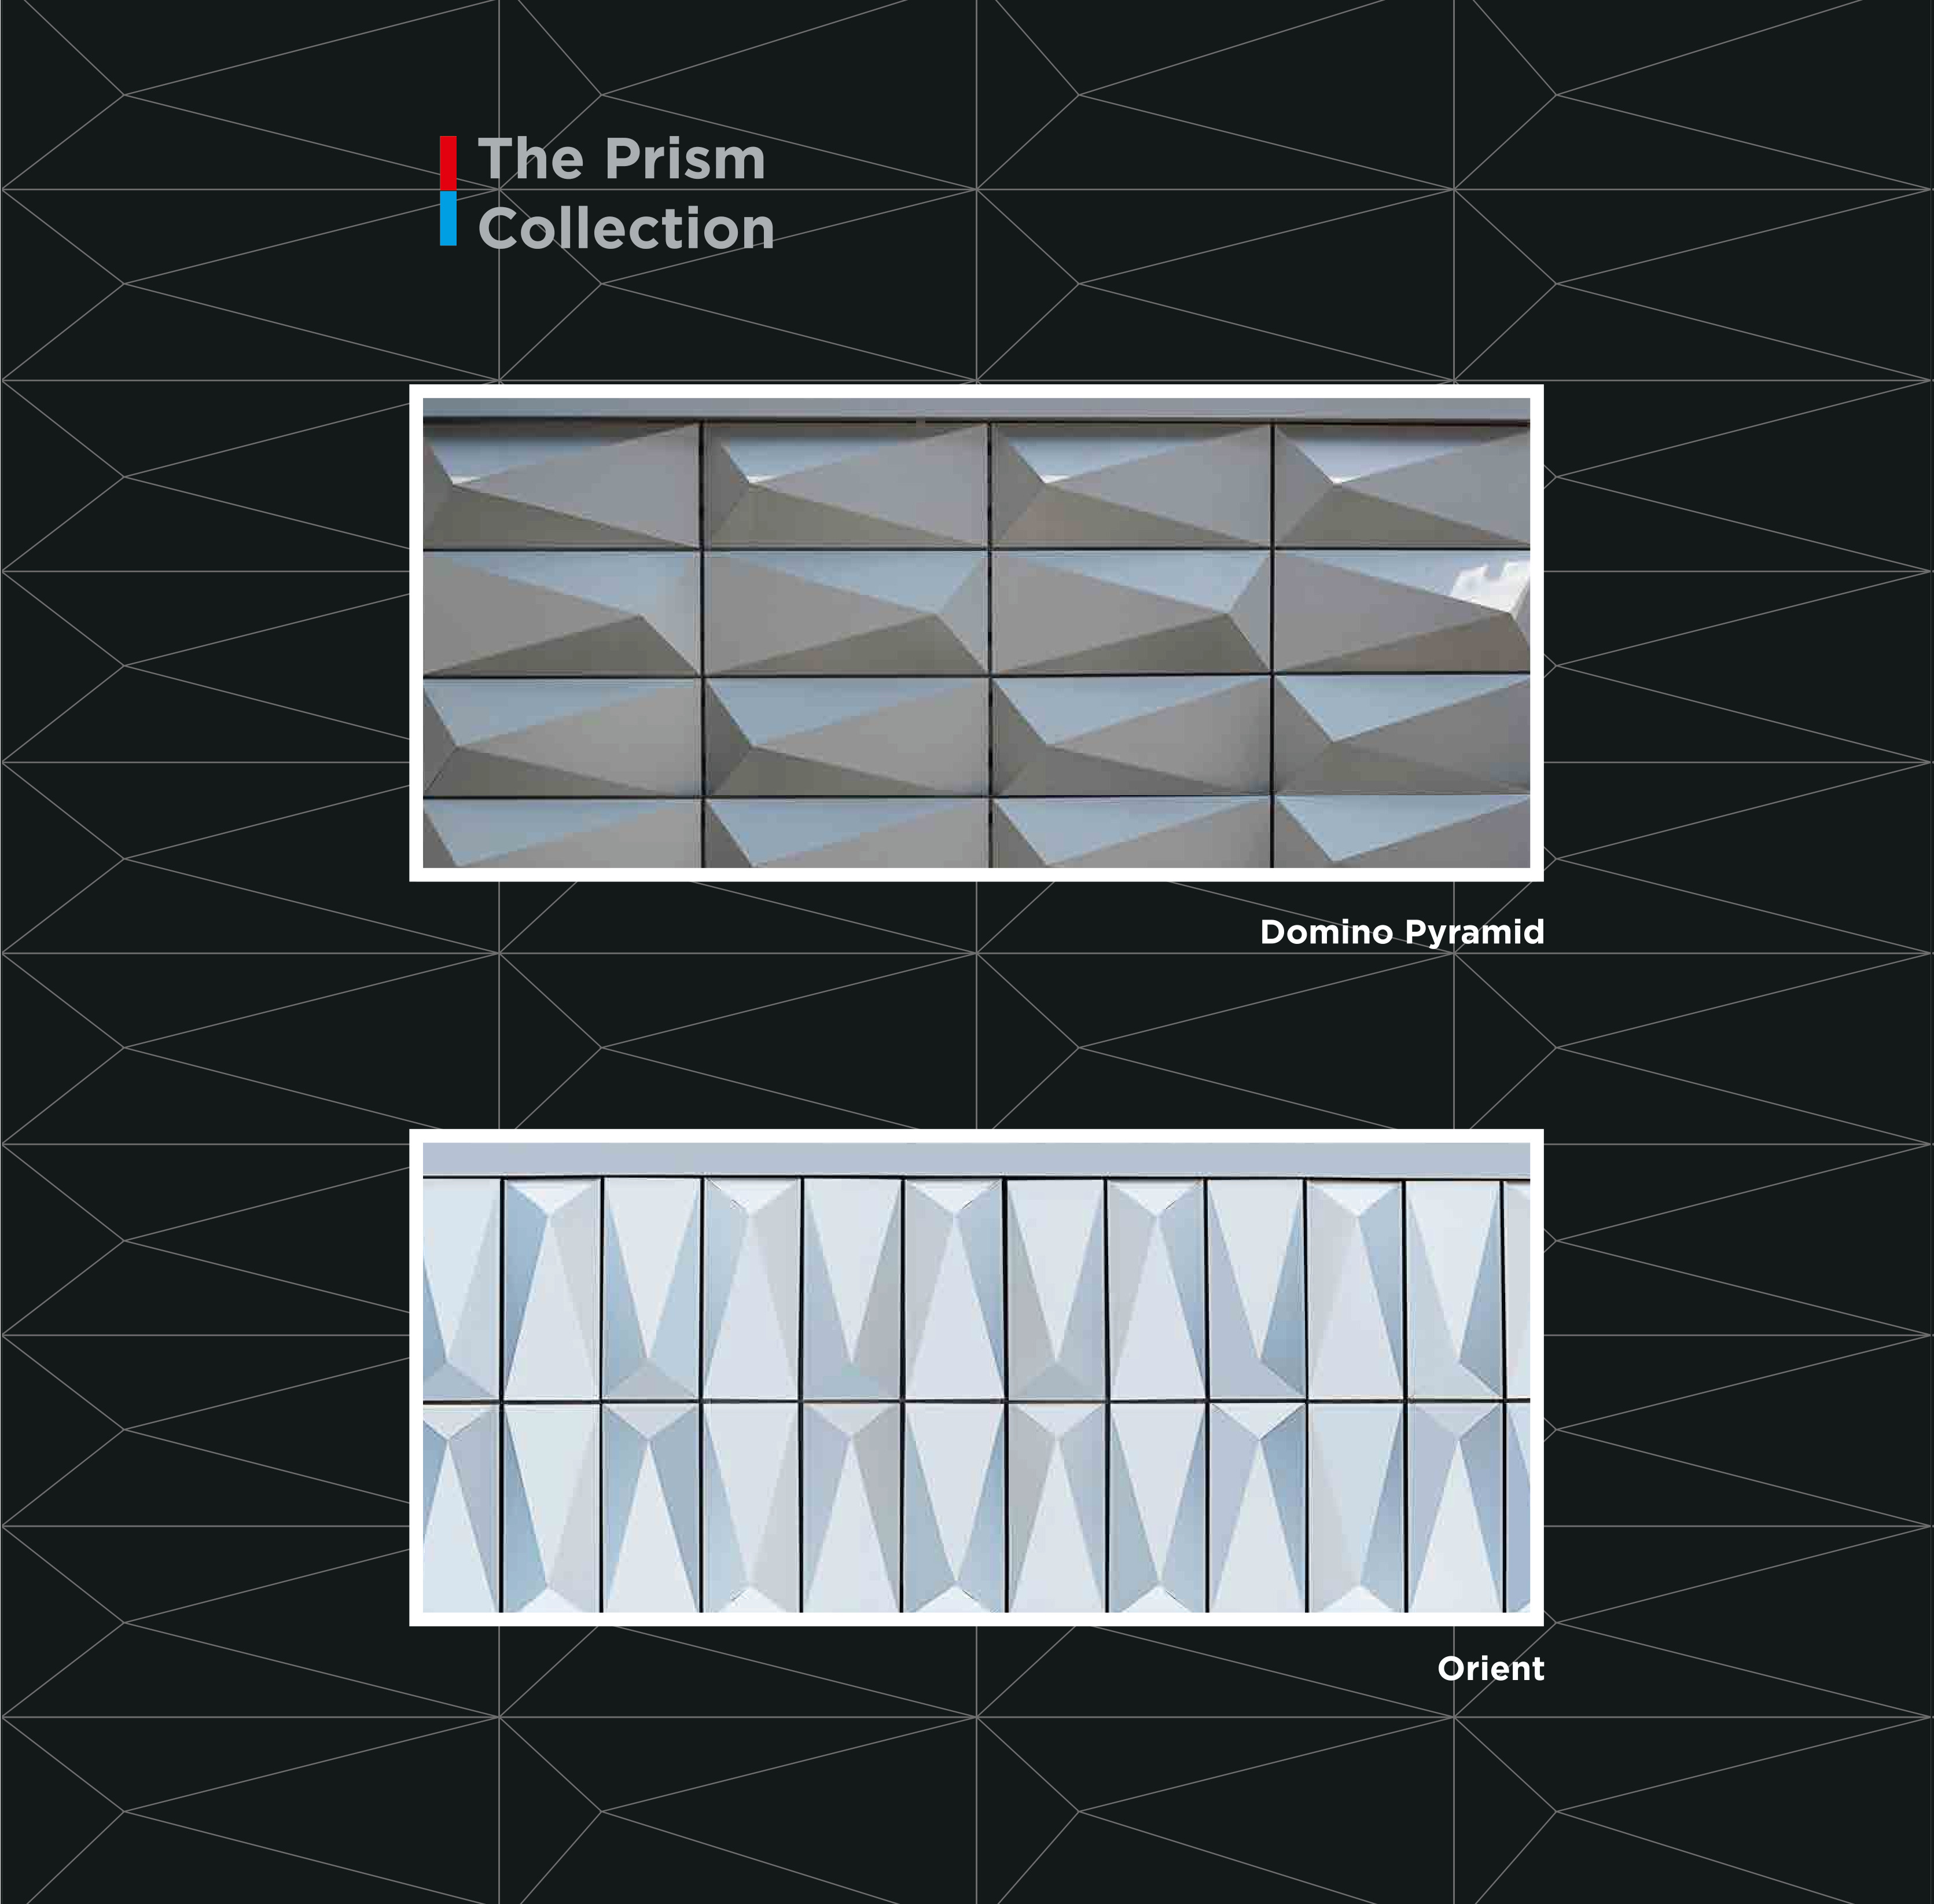 The Prism
Collection
Domino Pyramid
Orient